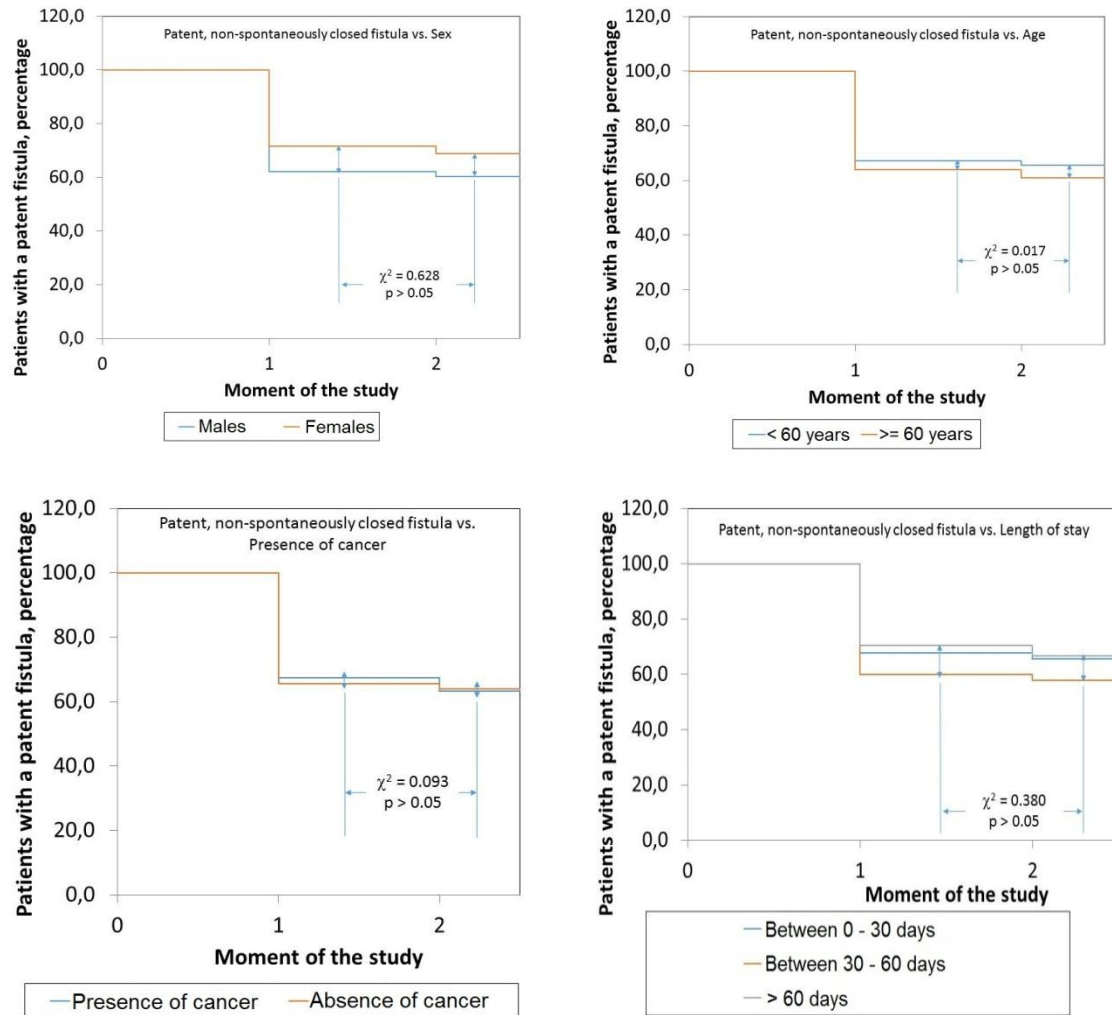 Patent, non-spontaneously closed fistula vs. Sex
Patients with a patent fistula, percentage
120,0
100,0
80,0
60,0
40,0
20,0
0,0
χ² = 0.628
p > 0.05
0
1
2
Moment of the study
Males
Females
Patent, non-spontaneously closed fistula vs. Age
Patients with a patent fistula, percentage
120,0
100,0
80,0
60,0
40,0
20,0
0,0
χ² = 0.017
p > 0.05
0
1
2
Moment of the study
< 60 years
>= 60 years
Patent, non-spontaneously closed fistula vs.
Presence of cancer
Patients with a patent fistula, percentage
120,0
100,0
80,0
60,0
40,0
20,0
0,0
χ² = 0.093
p > 0.05
0
1
2
Moment of the study
Presence of cancer
Absence of cancer
Patent, non-spontaneously closed fistula vs. Length of stay
Patients with a patent fistula, percentage
120,0
100,0
80,0
60,0
40,0
20,0
0,0
χ² = 0.380
p > 0.05
0
1
2
Moment of the study
Between 0 - 30 days
Between 30 - 60 days
> 60 days